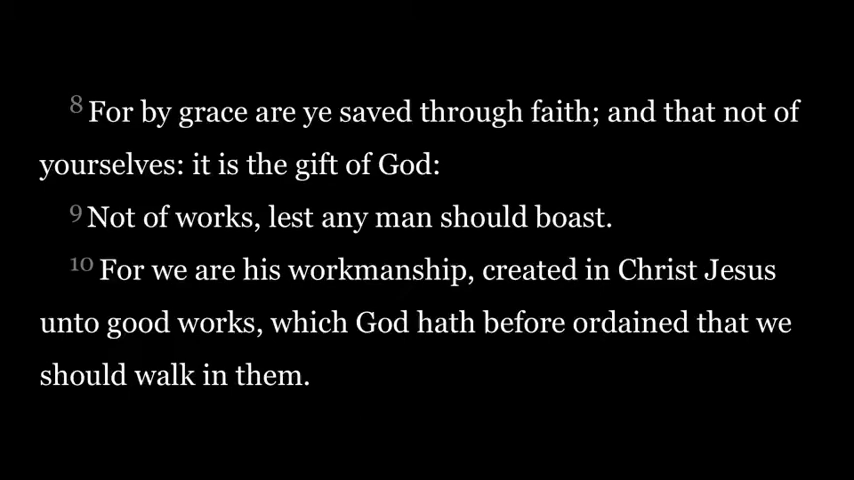 8 For by grace are ye saved through faith; and that not of
yourselves: it is the gift of God:
9 Not of works, lest any man should boast.
10 For we are his workmanship, created in Christ Jesus
unto good works, which God hath before ordained that we
should walk in them.